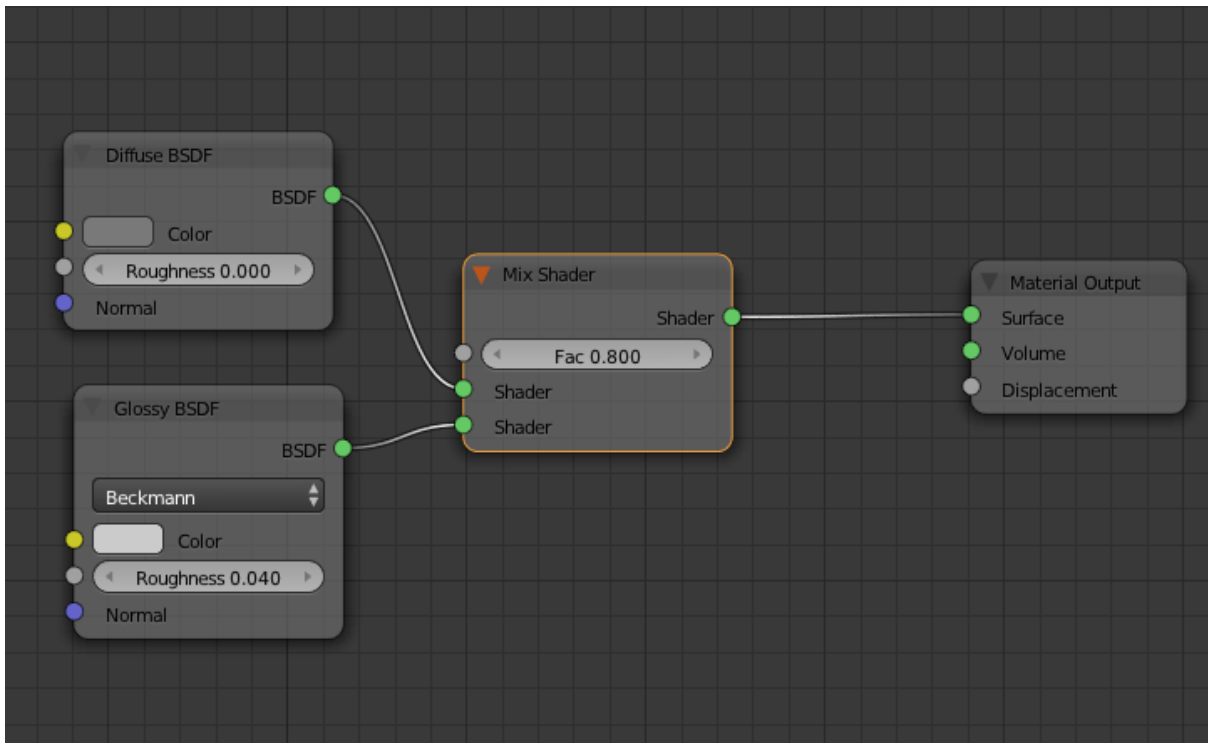 Diffuse BSDF
BSDF
Color
Roughness 0.000
Normal
Glossy BSDF
BSDF
Beckmann
Color
Roughness 0.040
Normal
Mix Shader
Shader
Fac 0.800
Shader
Shader
Material Output
Surface
Volume
Displacement